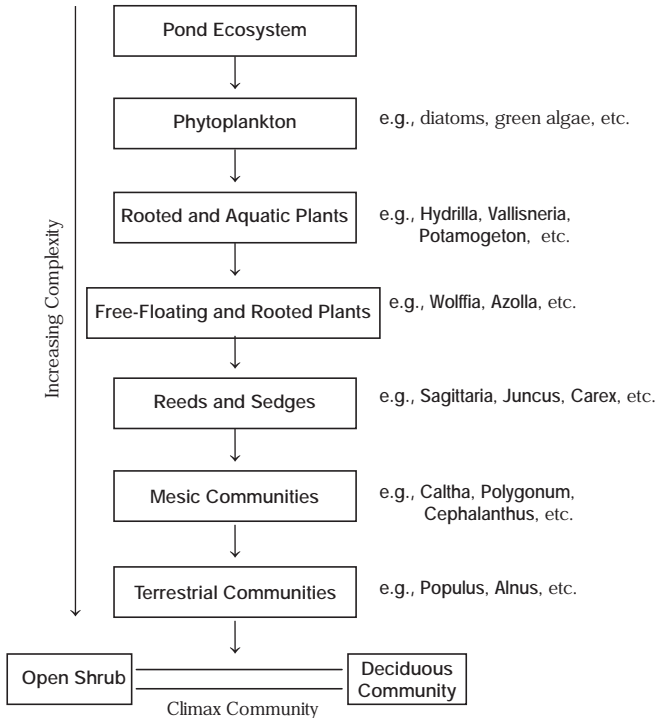 Pond Ecosystem
Phytoplankton
e.g., diatoms, green algae, etc.
Rooted and Aquatic Plants
e.g., Hydrilla, Vallisneria,
Potamogeton, etc.
Free-Floating and Rooted Plants
e.g., Wolffia, Azolla, etc.
Increasing Complexity
Reeds and Sedges
e.g., Sagittaria, Juncus, Carex, etc.
Mesic Communities
e.g., Caltha, Polygonum,
Cephalanthus, etc.
Terrestrial Communities
e.g., Populus, Alnus, etc.
Open Shrub
Deciduous
Community
Climax Community